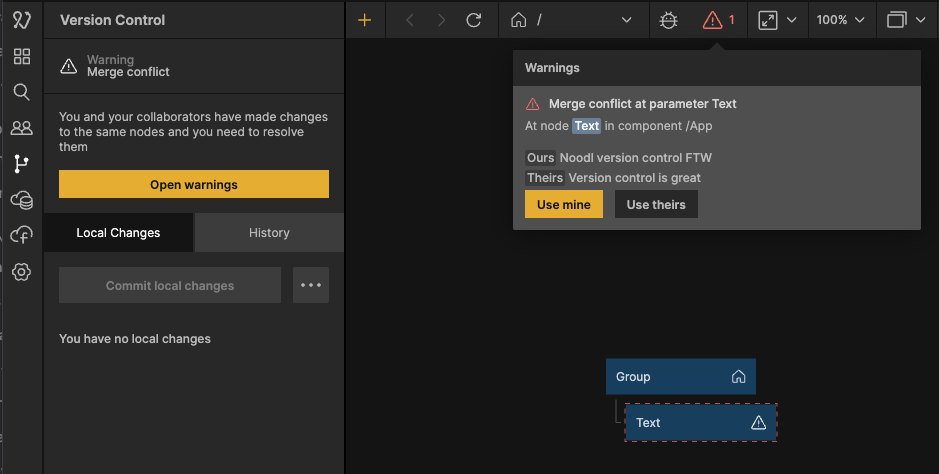 Version Control
/
1
100%
Warning
Merge conflict
You and your collaborators have made changes
to the same nodes and you need to resolve
them
Open warnings
Local Changes
History
Commit local changes
You have no local changes
Warnings
Merge conflict at parameter Text
At node Text in component /App
Ours Noodl version control FTW
Theirs Version control is great
Use mine
Use theirs
Group
Text